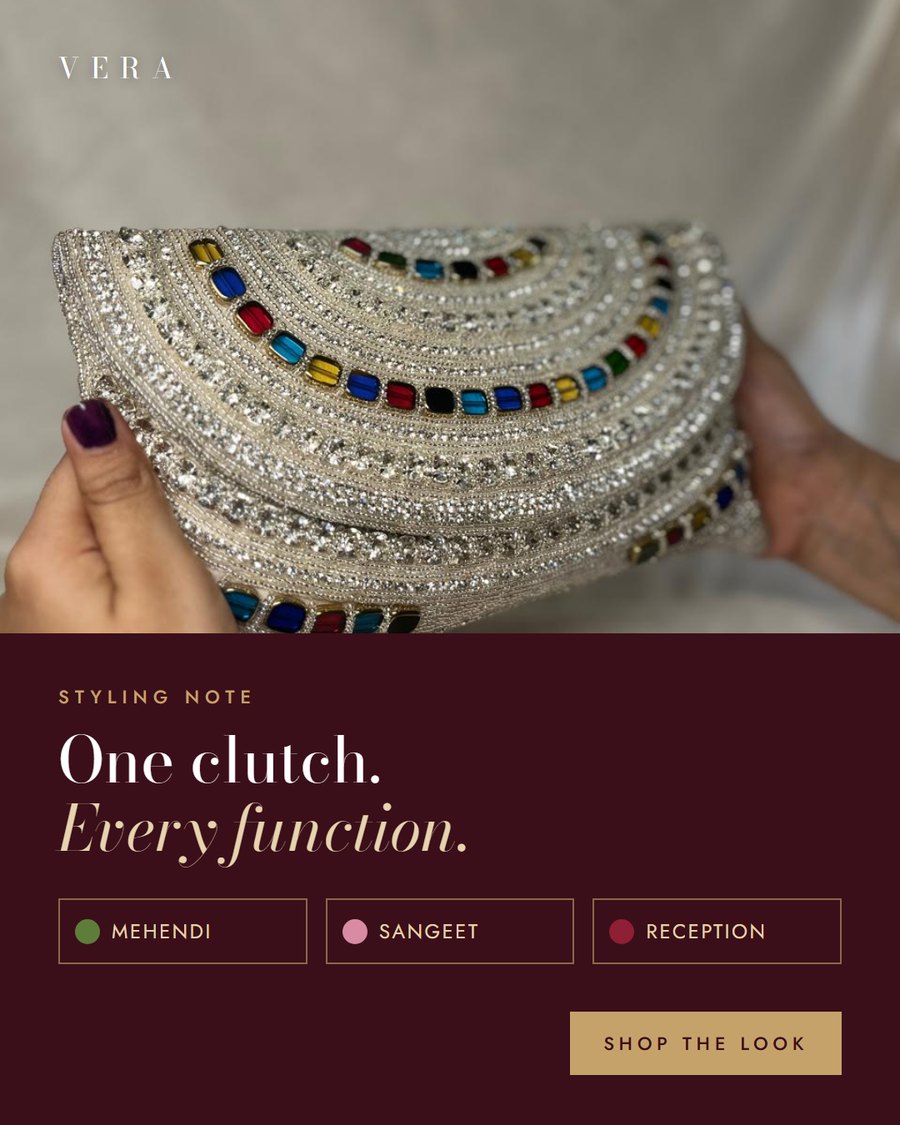 VERA
STYLING NOTE
One clutch.
Every function.
MEHENDI
SANGEET
RECEPTION
SHOP THE LOOK